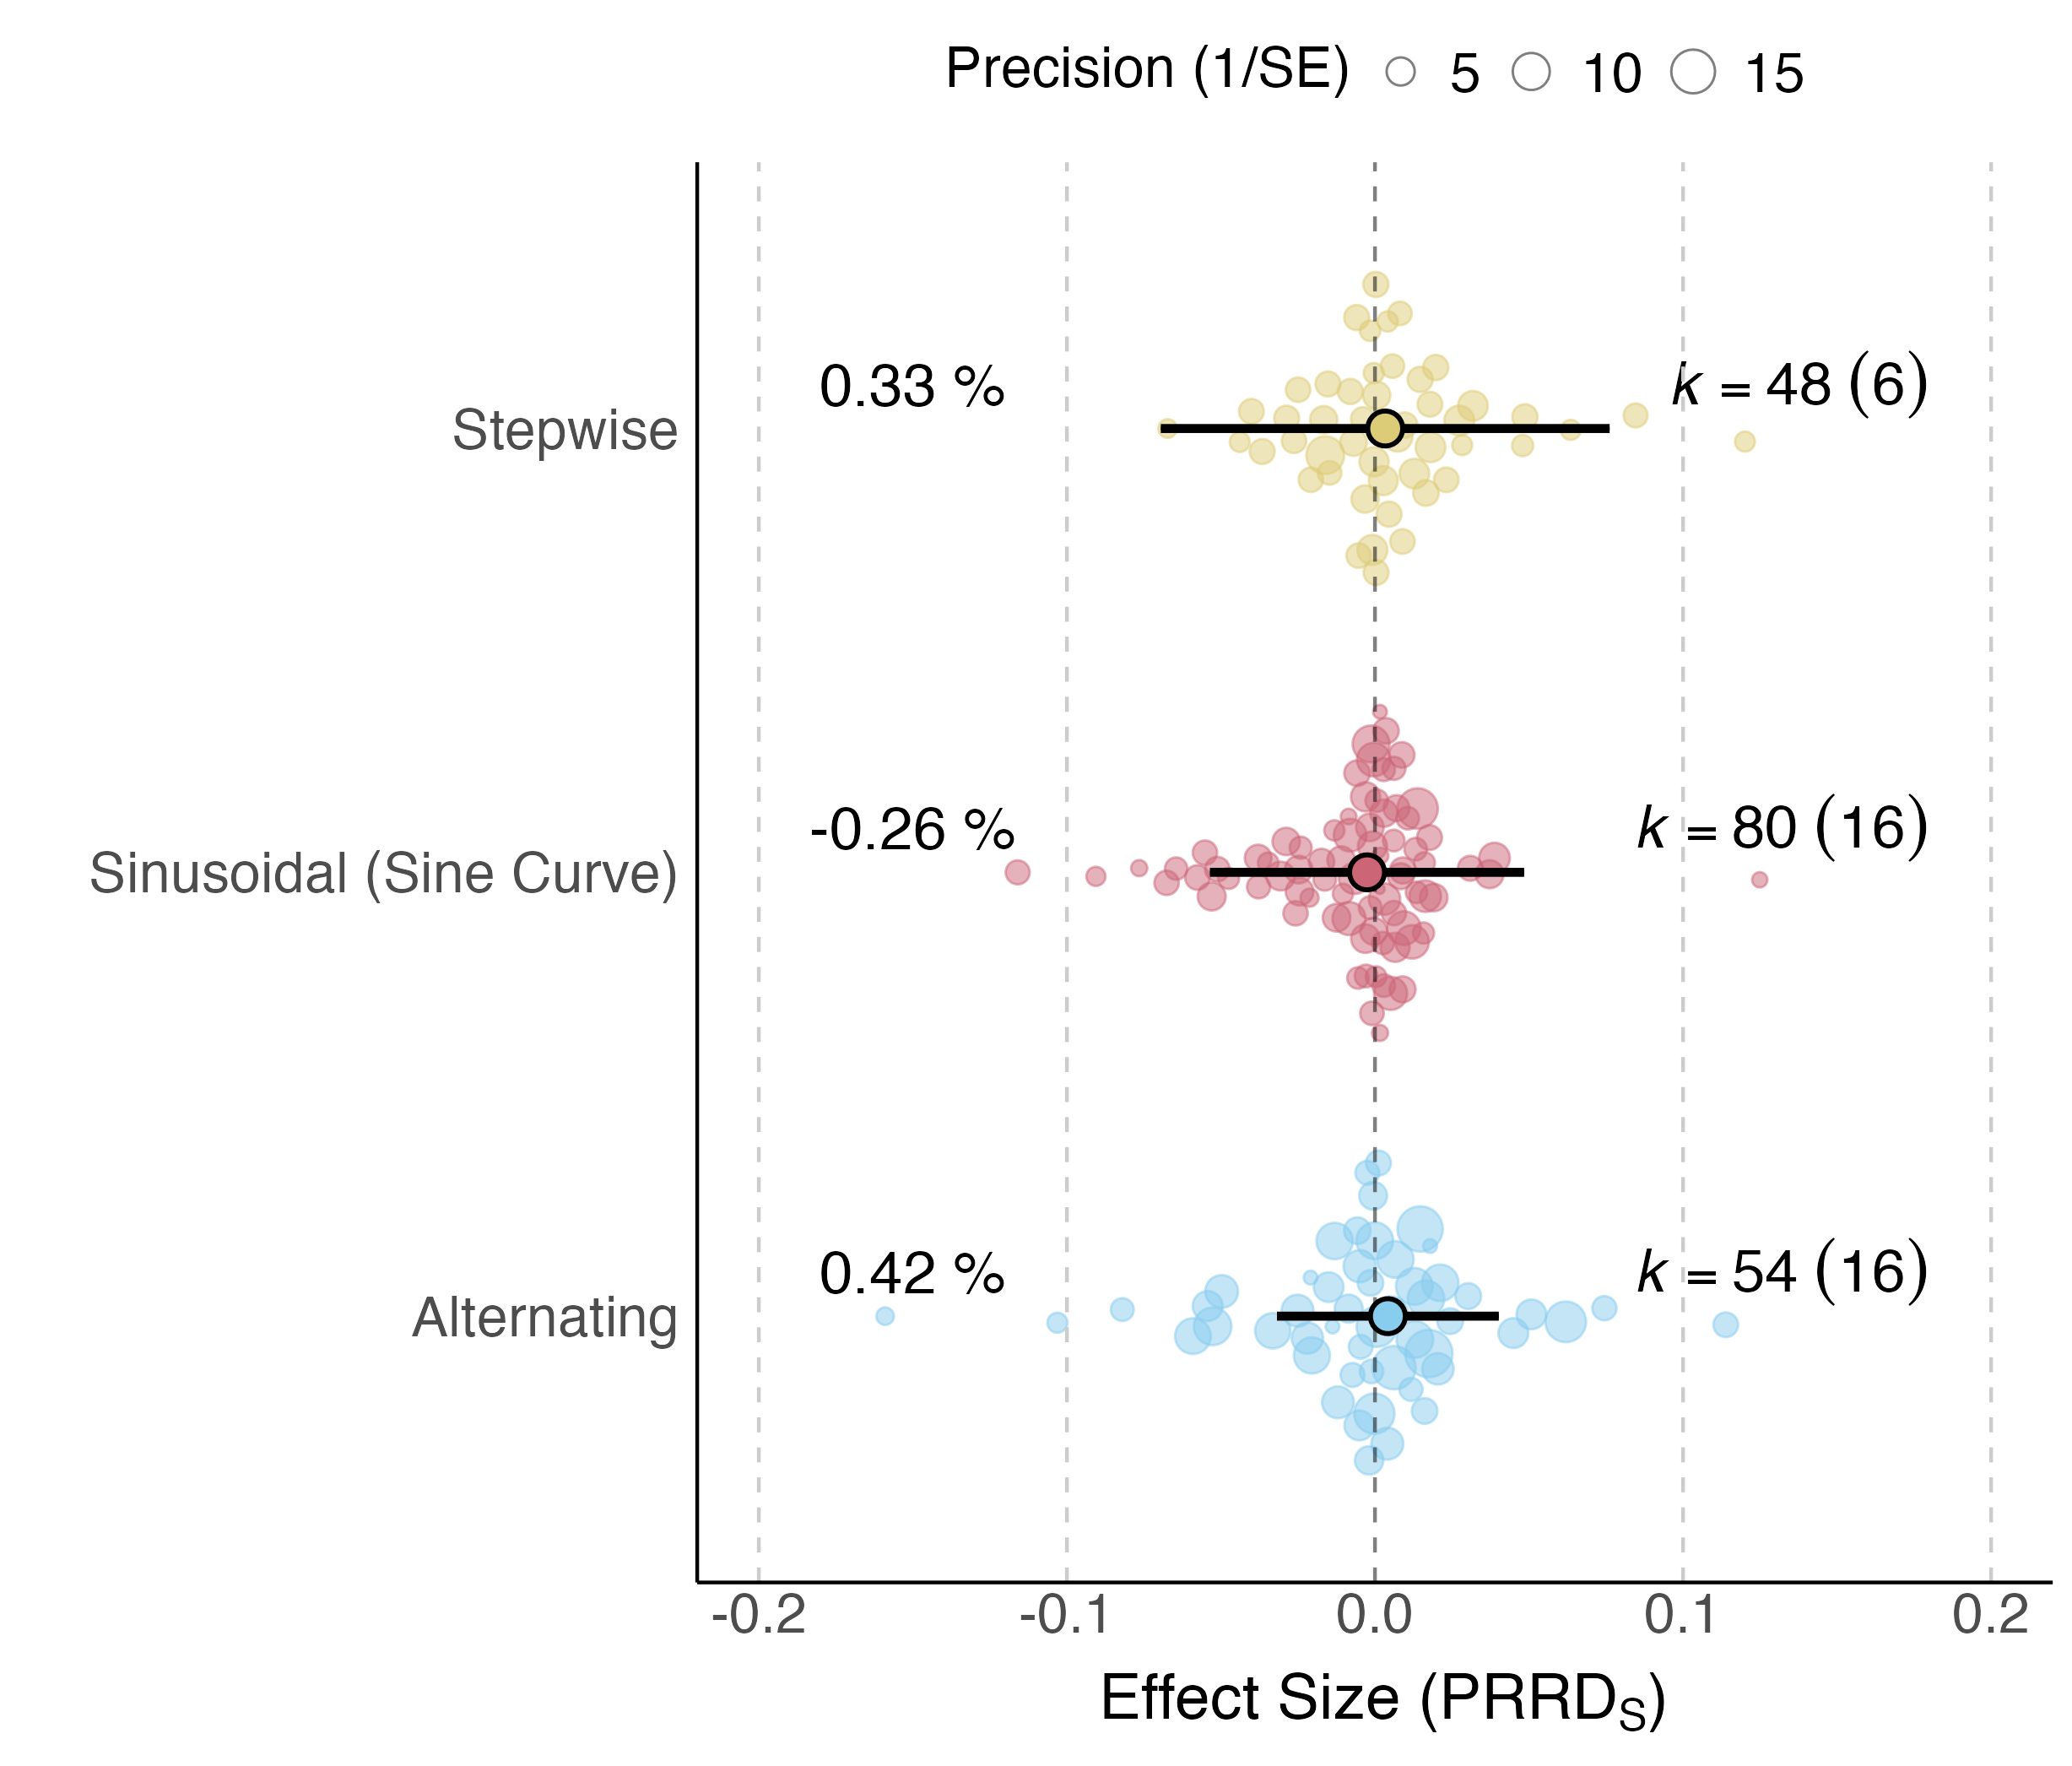 Precision (1/SE) 5 10 15
Stepwise 0.33 % k = 48 (6)
Sinusoidal (Sine Curve) -0.26 % k = 80 (16)
Alternating 0.42 % k = 54 (16)
-0.2 -0.1 0.0 0.1 0.2
Effect Size (PRRDS)